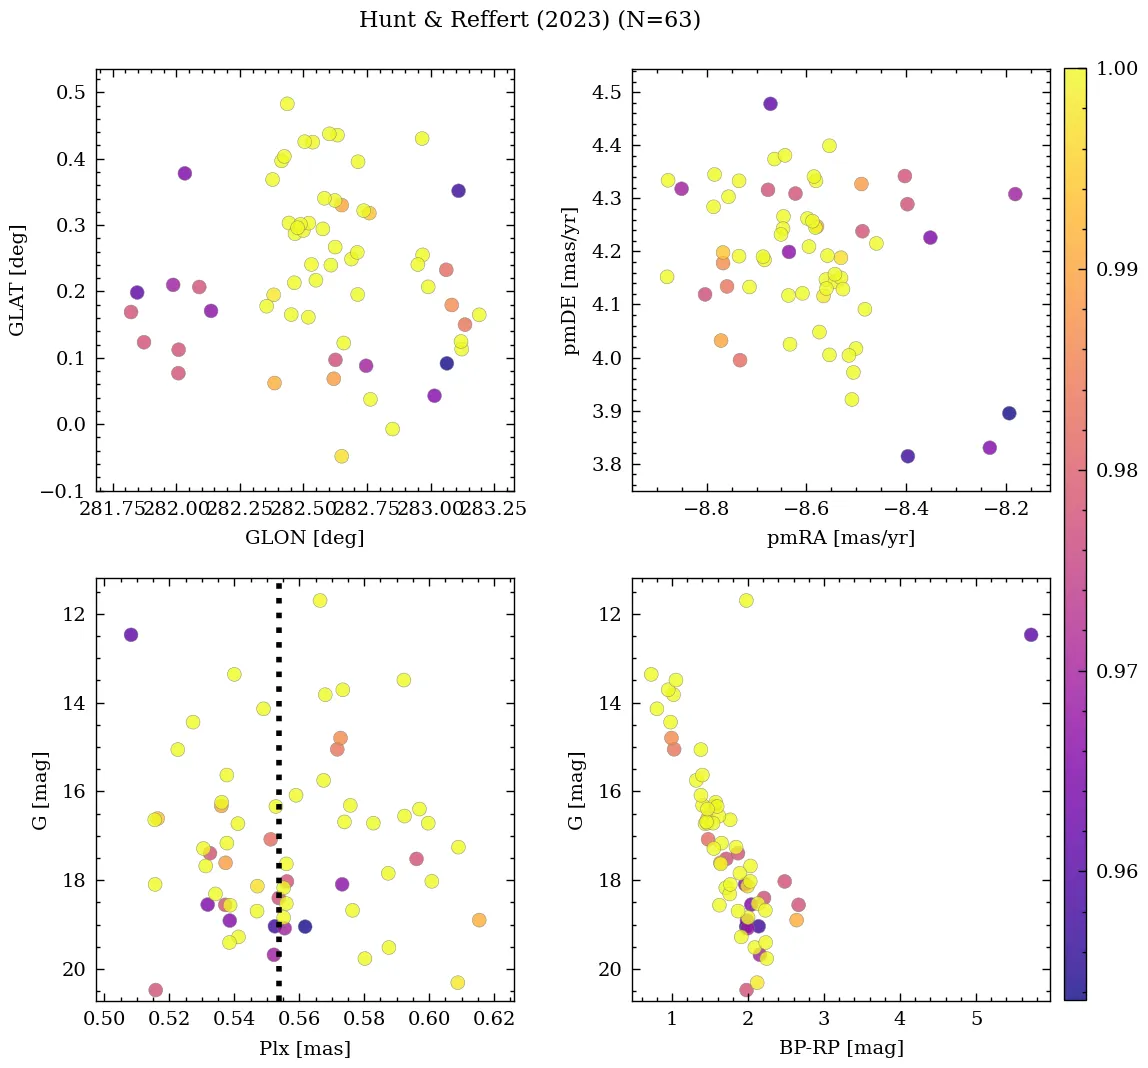 Hunt & Reffert (2023) (N=63)
0.5
0.4
0.3
0.2
0.1
0.0
−0.1
GLAT [deg]
281.75 282.00 282.25 282.50 282.75 283.00 283.25
GLON [deg]
4.5
4.4
4.3
4.2
4.1
4.0
3.9
3.8
pmDE [mas/yr]
−8.8 −8.6 −8.4 −8.2
pmRA [mas/yr]
1.00
0.99
0.98
0.97
0.96
12
14
16
18
20
G [mag]
0.50 0.52 0.54 0.56 0.58 0.60 0.62
Plx [mas]
12
14
16
18
20
G [mag]
1 2 3 4 5
BP-RP [mag]